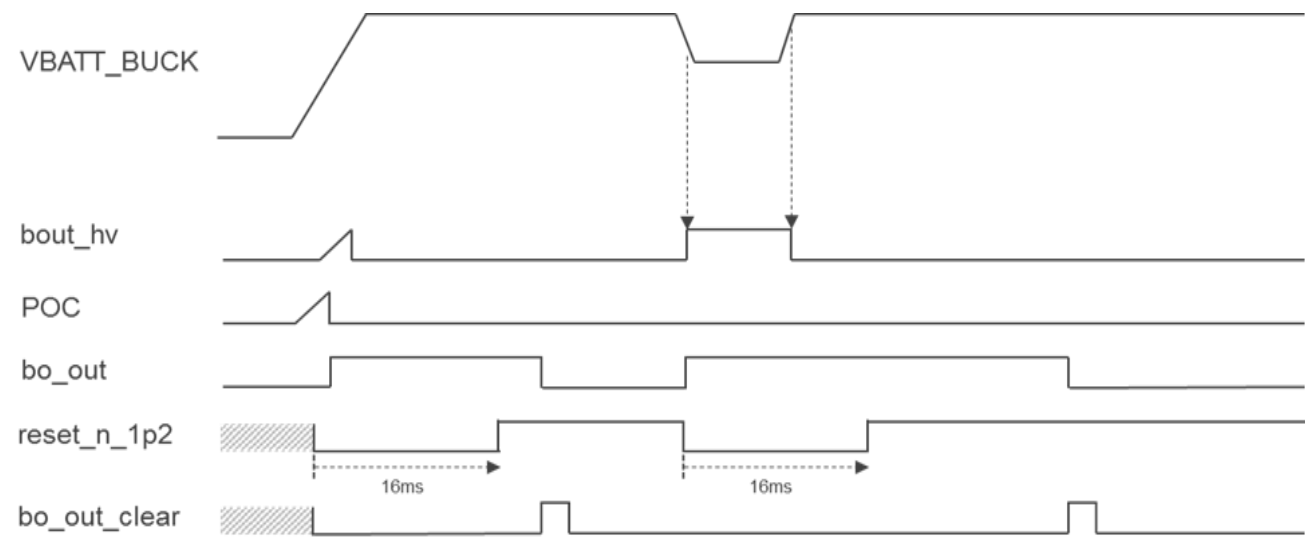 VBATT_BUCK
bout_hv
POC
bo_out
reset_n_1p2
16ms 16ms
bo_out_clear